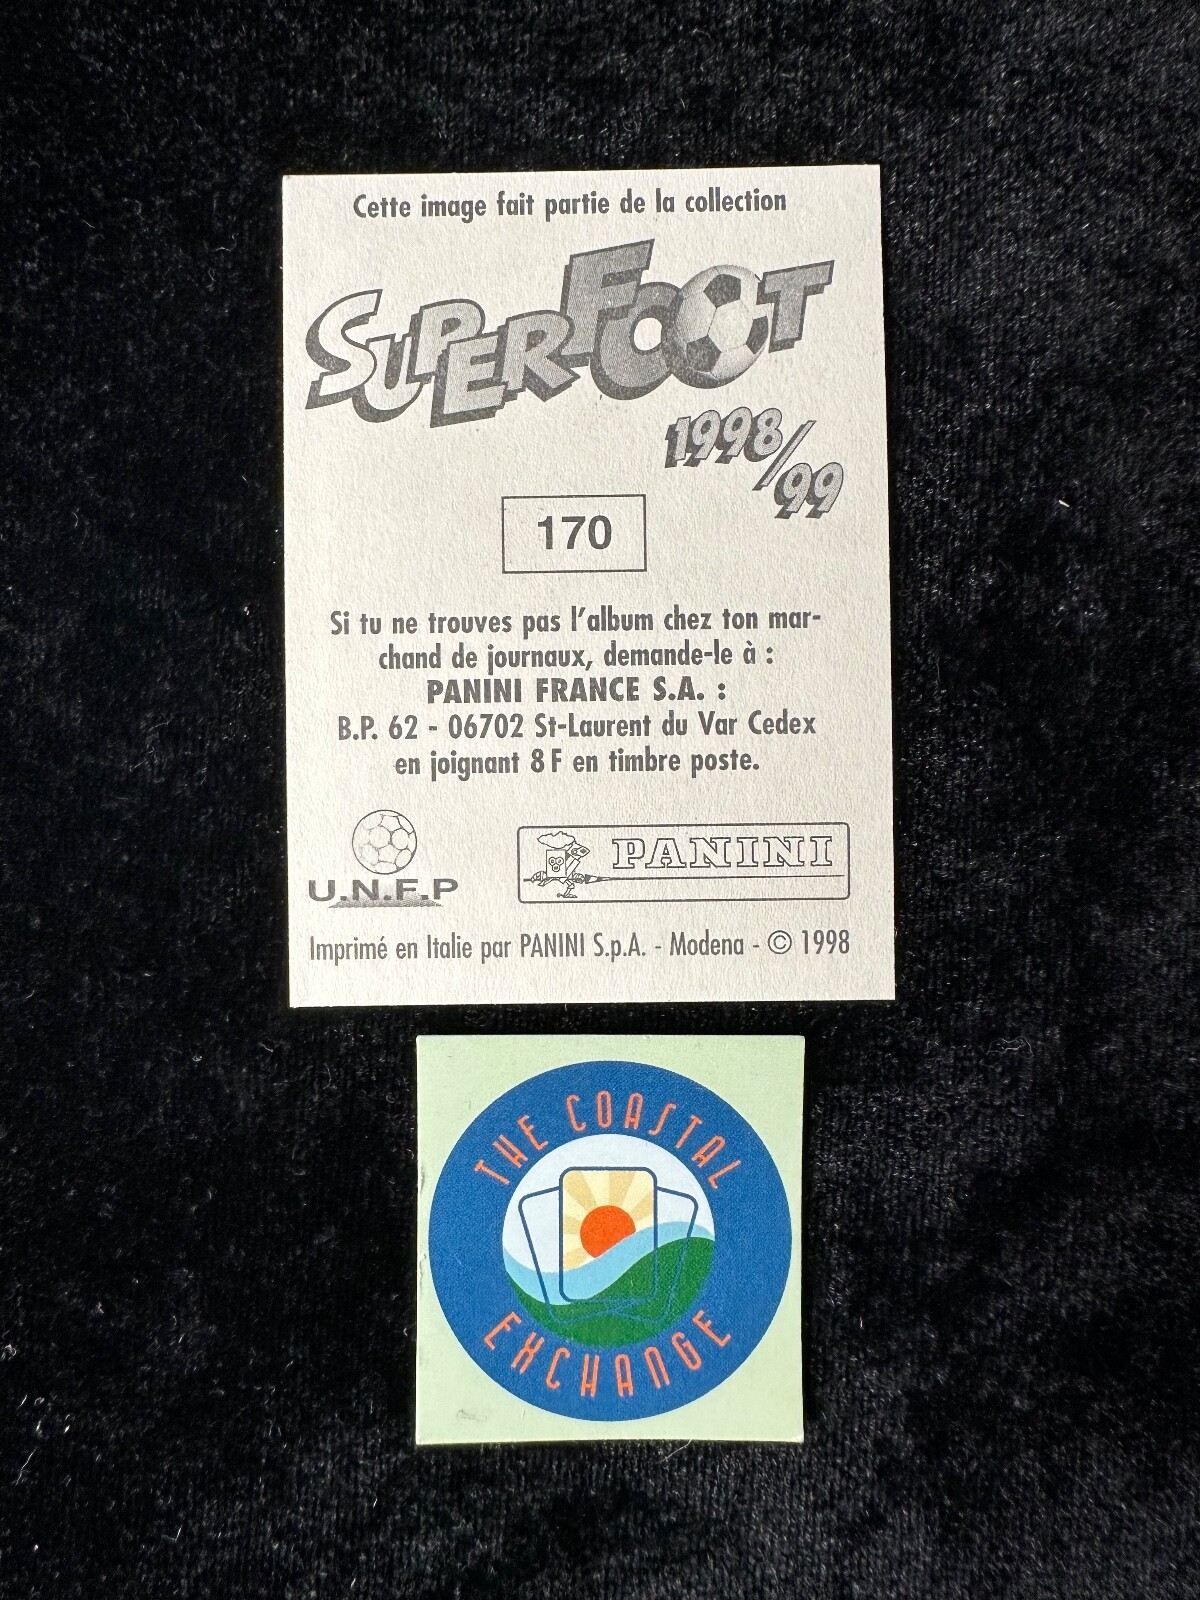 Cette image fait partie de la collection
SUPERFOOT
1998/99
170
Si tu ne trouves pas l'album chez ton mar-
chand de journaux, demande-le à :
PANINI FRANCE S.A. :
B.P. 62 - 06702 St-Laurent du Var Cedex
en joignant 8 F en timbre poste.
U.N.F.P
PANINI
Imprimé en Italie par PANINI S.p.A. - Modena - © 1998
THE COASTAL
EXCHANGE